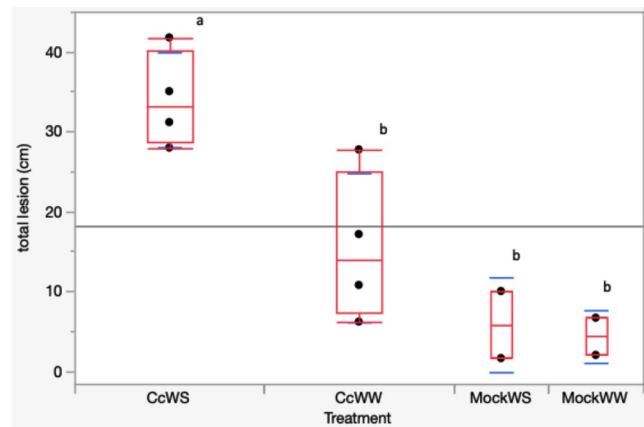 a
40
30
b
20
b
b
10
0
CcWS CcWW MockWS MockWW
Treatment
total lesion (cm)